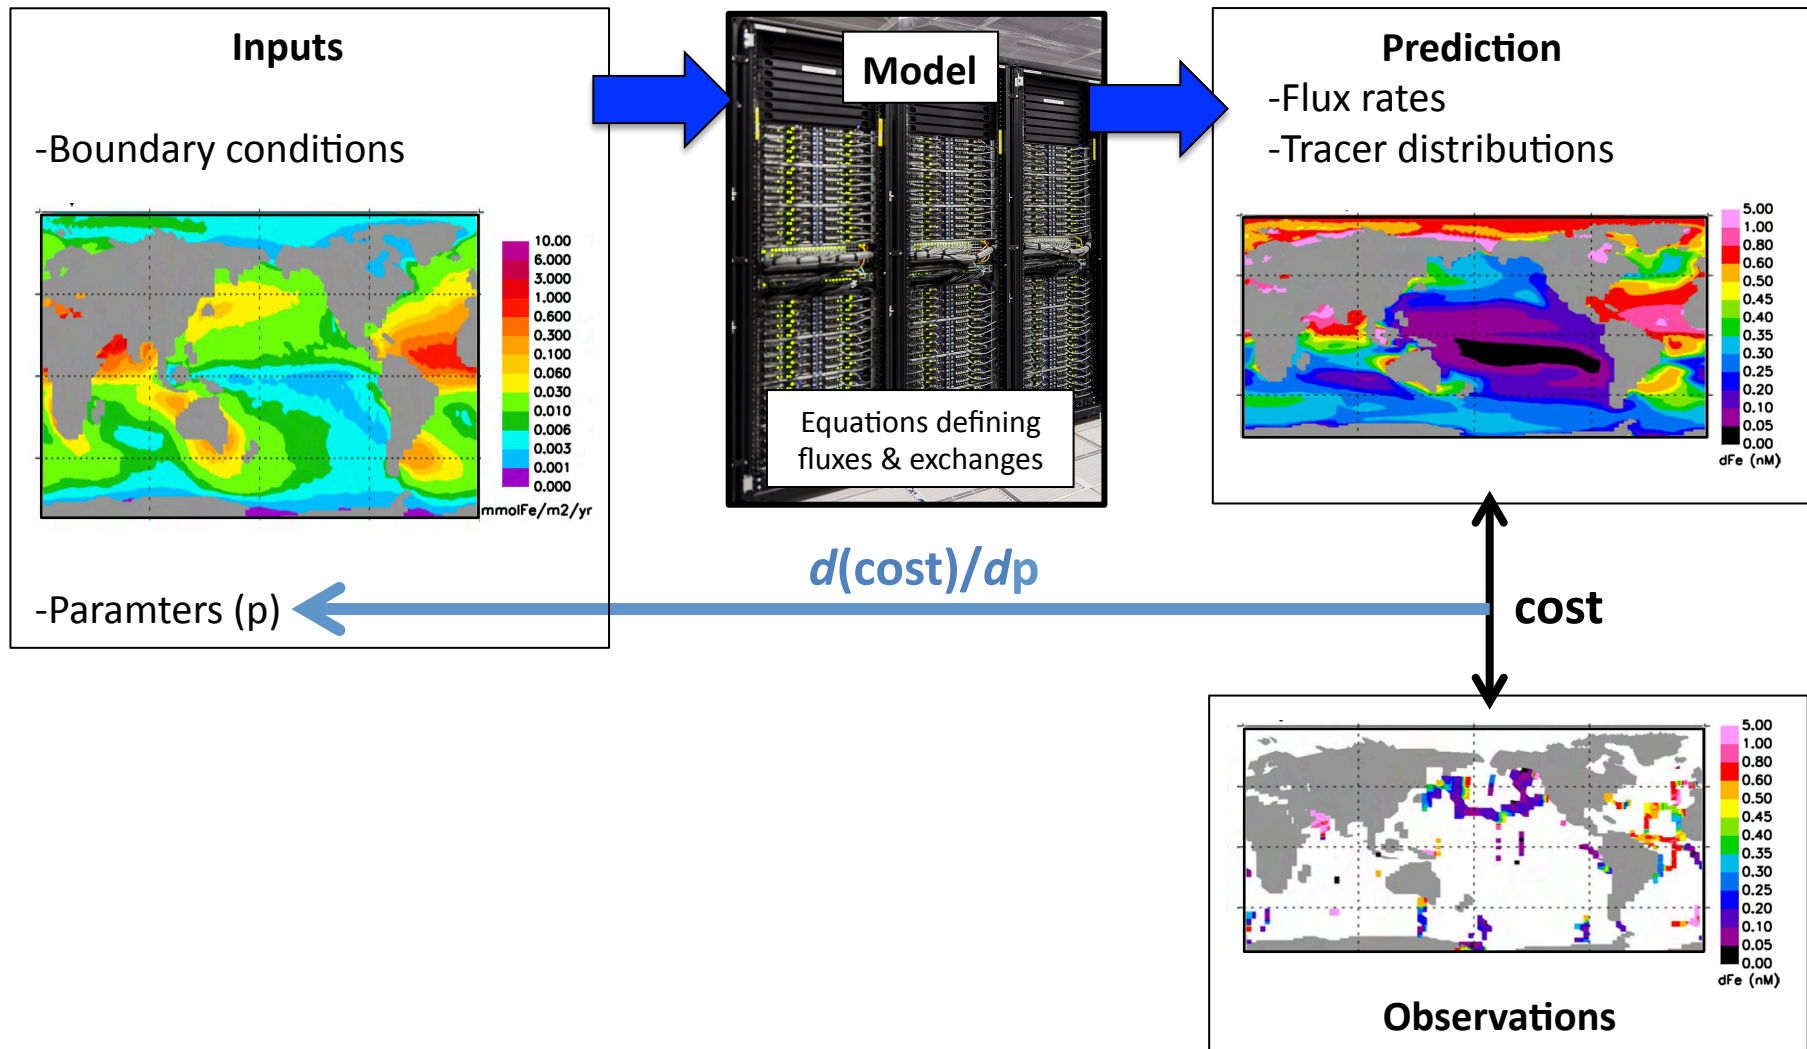 Inputs
-Boundary conditions
10.00
6.000
3.000
1.000
0.600
0.300
0.100
0.060
0.030
0.010
0.006
0.003
0.001
0.000
mmolFe/m2/yr
-Paramters (p)
Model
Equations defining
fluxes & exchanges
d(cost)/dp
Prediction
-Flux rates
-Tracer distributions
5.00
1.00
0.80
0.60
0.50
0.45
0.40
0.35
0.30
0.25
0.20
0.10
0.05
0.00
dFe (nM)
cost
5.00
1.00
0.80
0.60
0.50
0.45
0.40
0.35
0.30
0.25
0.20
0.10
0.05
0.00
dFe (nM)
Observations